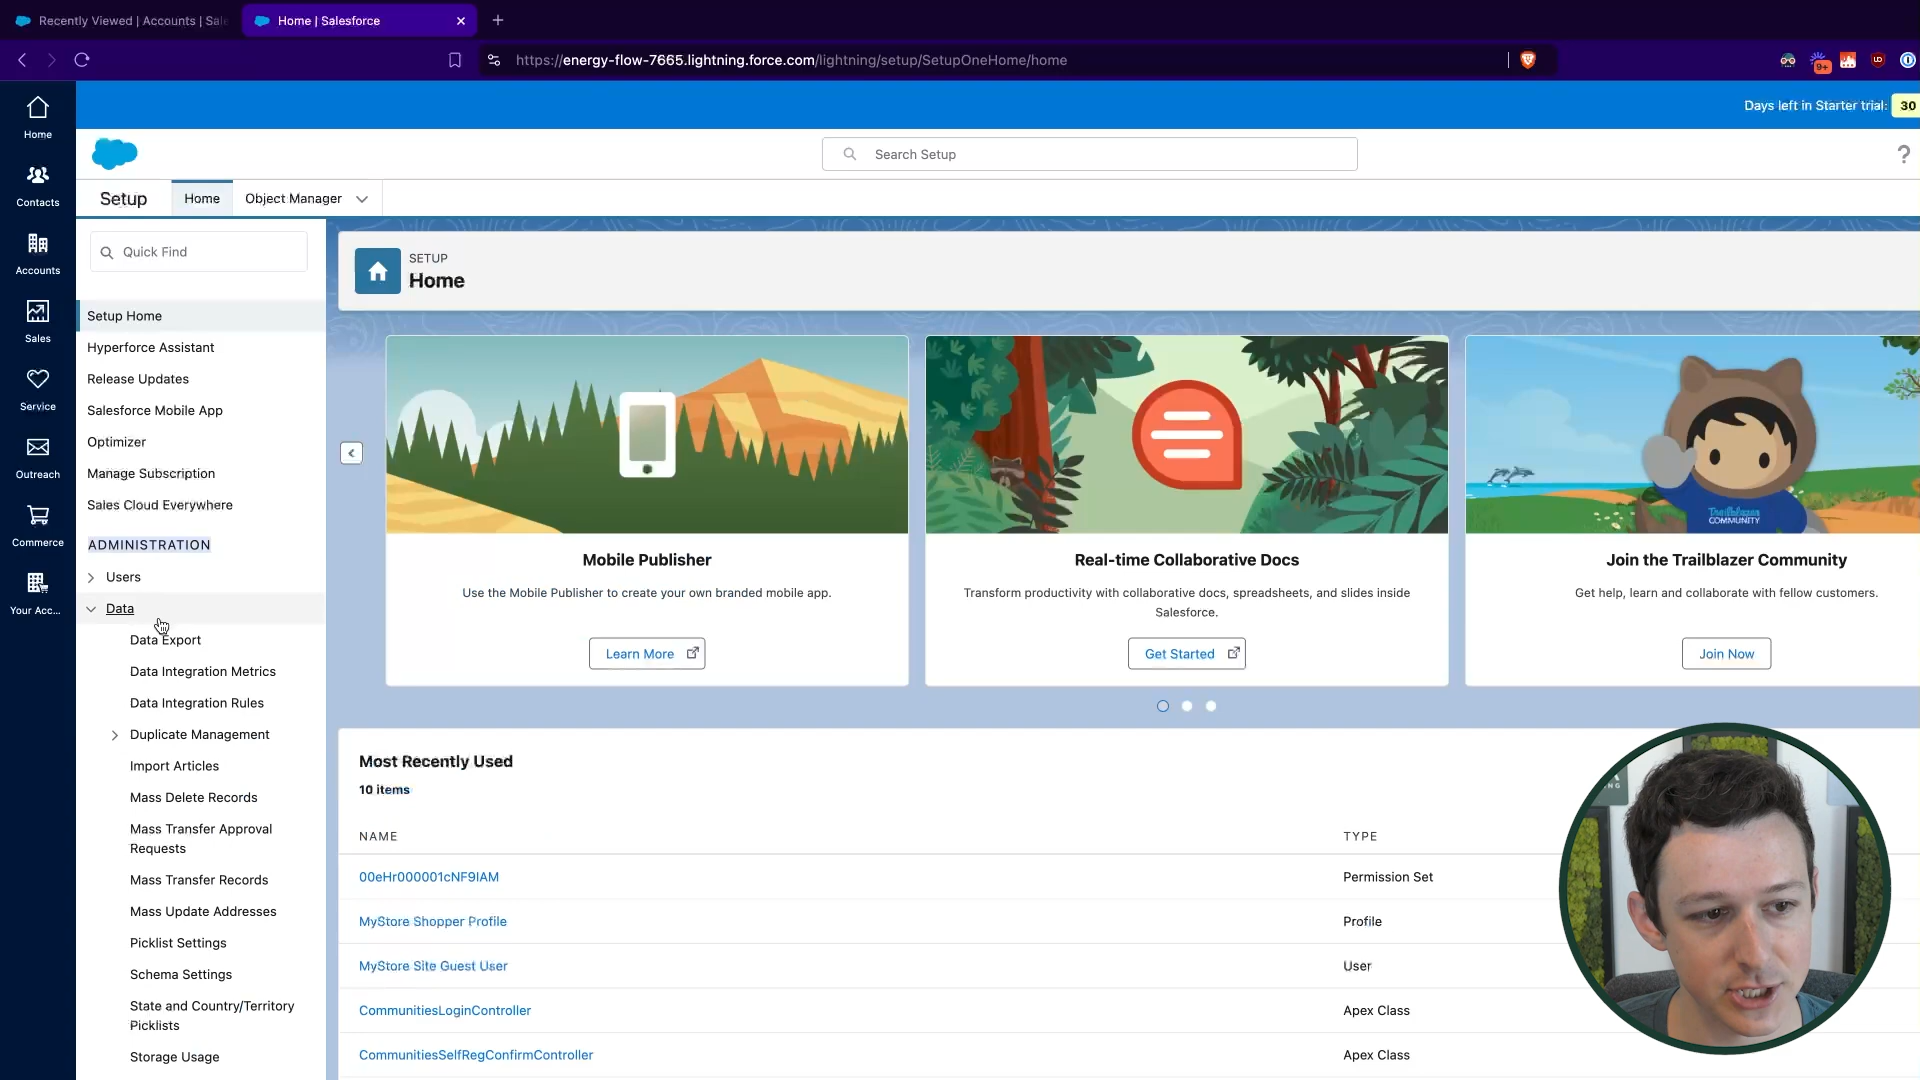 Recently Viewed | Accounts | Sale
Home | Salesforce
https://energy-flow-7665.lightning.force.com/lightning/setup/SetupOneHome/home
9+
Days left in Starter trial: 30
Home
Contacts
Accounts
Sales
Service
Outreach
Commerce
Your Acc...
Search Setup
Setup
Home
Object Manager
Quick Find
Setup Home
Hyperforce Assistant
Release Updates
Salesforce Mobile App
Optimizer
Manage Subscription
Sales Cloud Everywhere
ADMINISTRATION
Users
Data
Data Export
Data Integration Metrics
Data Integration Rules
Duplicate Management
Import Articles
Mass Delete Records
Mass Transfer Approval
Requests
Mass Transfer Records
Mass Update Addresses
Picklist Settings
Schema Settings
State and Country/Territory
Picklists
Storage Usage
SETUP
Home
Mobile Publisher
Use the Mobile Publisher to create your own branded mobile app.
Learn More
Real-time Collaborative Docs
Transform productivity with collaborative docs, spreadsheets, and slides inside
Salesforce.
Get Started
Trailblazer
COMMUNITY
Join the Trailblazer Community
Get help, learn and collaborate with fellow customers.
Join Now
Most Recently Used
10 items
NAME
TYPE
00eHr000001cNF9IAM
Permission Set
MyStore Shopper Profile
Profile
MyStore Site Guest User
User
CommunitiesLoginController
Apex Class
CommunitiesSelfRegConfirmController
Apex Class